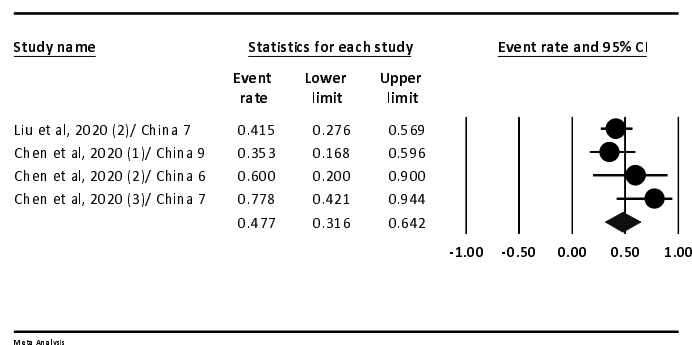 Study name Statistics for each study Event rate and 95% CI
Event Lower Upper
rate limit limit
Liu et al, 2020 (2)/ China 7 0.415 0.276 0.569
Chen et al, 2020 (1)/ China 9 0.353 0.168 0.596
Chen et al, 2020 (2)/ China 6 0.600 0.200 0.900
Chen et al, 2020 (3)/ China 7 0.778 0.421 0.944
0.477 0.316 0.642
-1.00 -0.50 0.00 0.50 1.00
Meta Analysis